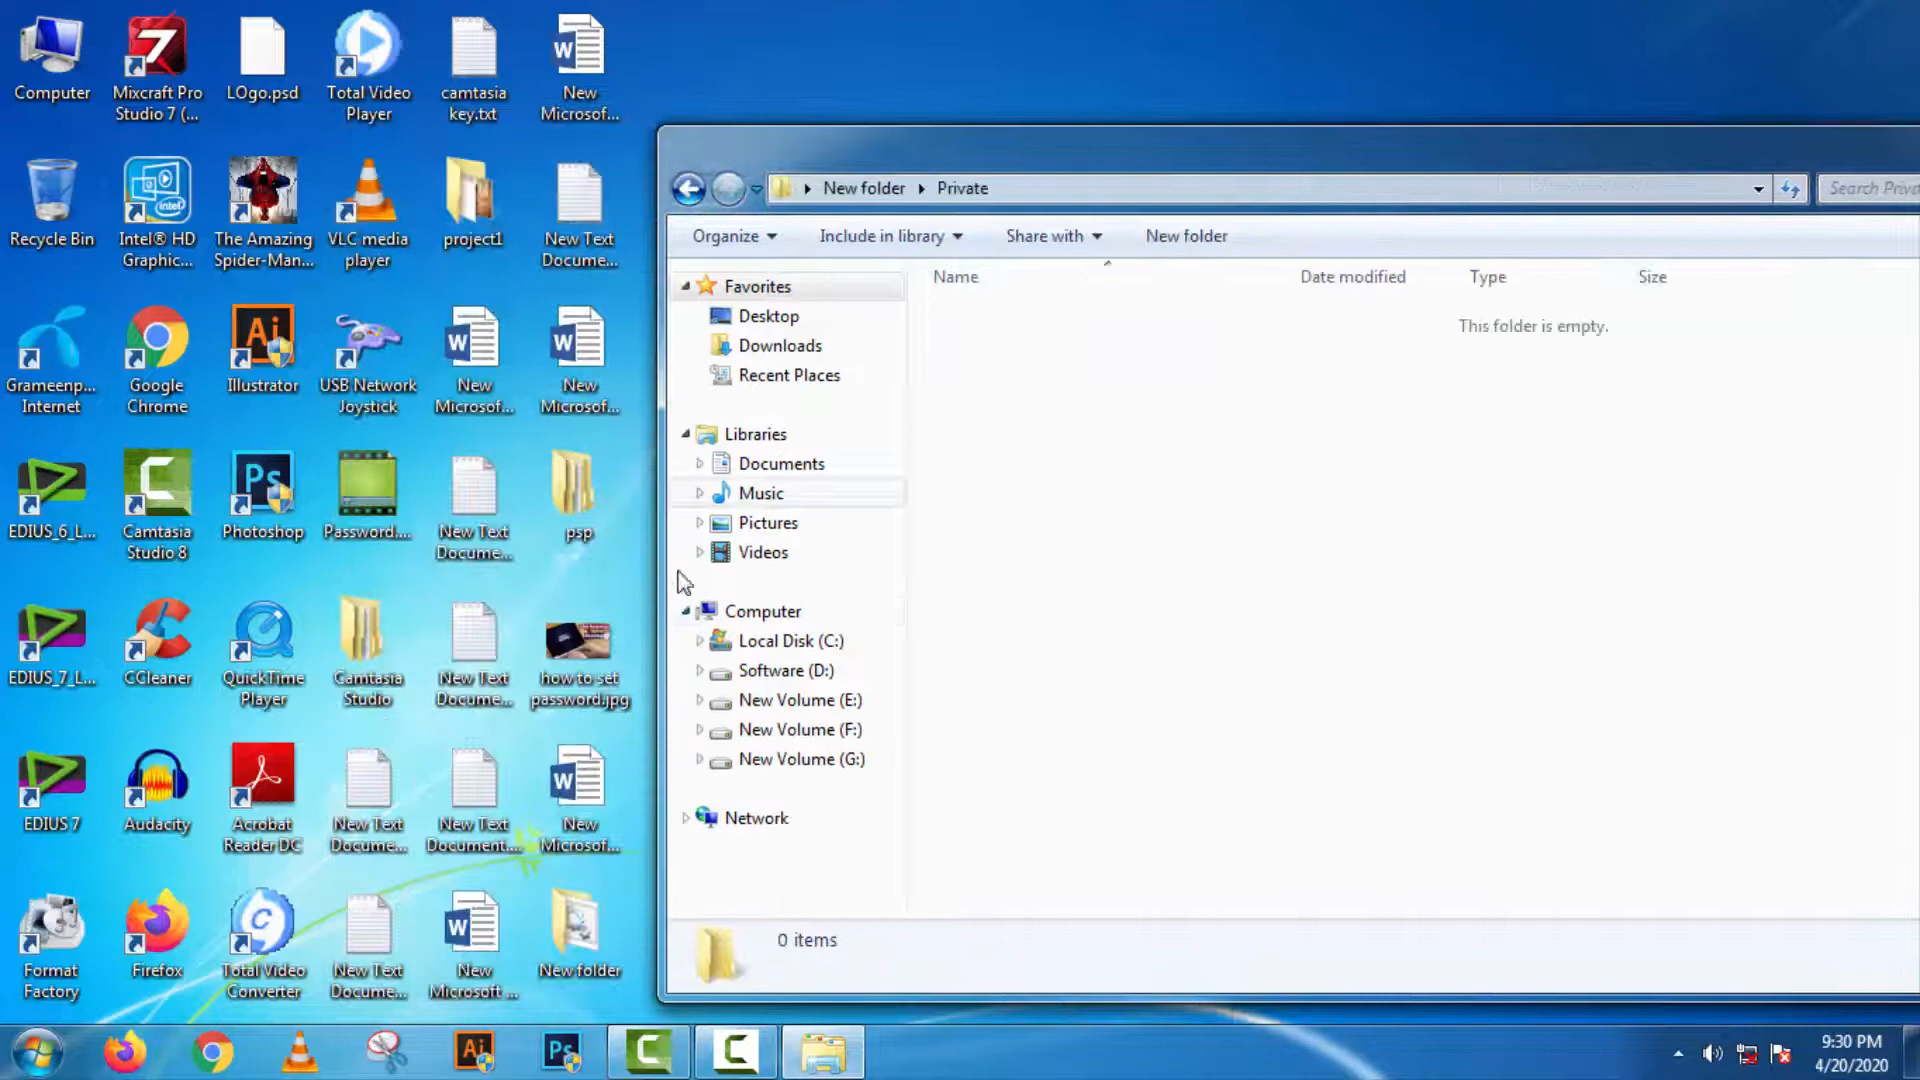 Computer
Mixcraft Pro
Studio 7 (...
LOgo.psd
Total Video
Player
camtasia
key.txt
New
Microsof...
Recycle Bin
Intel® HD
Graphic...
The Amazing
Spider-Man...
VLC media
player
project1
New Text
Docume...
Grameenp...
Internet
Google
Chrome
Illustrator
USB Network
Joystick
New
Microsof...
New
Microsof...
EDIUS_6_L...
Camtasia
Studio 8
Photoshop
Password....
New Text
Docume...
psp
EDIUS_7_L...
CCleaner
QuickTime
Player
Camtasia
Studio
New Text
Docume...
how to set
password.jpg
EDIUS 7
Audacity
Acrobat
Reader DC
New Text
Docume...
New Text
Document....
New
Microsof...
Format
Factory
Firefox
Total Video
Converter
New Text
Docume...
New
Microsoft ...
New folder
New folder Private
Search Priva
Organize Include in library Share with New folder
Name Date modified Type Size
This folder is empty.
Favorites
Desktop
Downloads
Recent Places
Libraries
Documents
Music
Pictures
Videos
Computer
Local Disk (C:)
Software (D:)
New Volume (E:)
New Volume (F:)
New Volume (G:)
Network
0 items
9:30 PM
4/20/2020